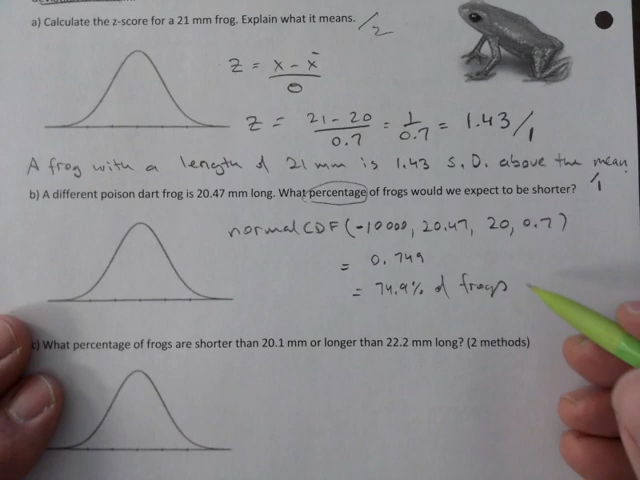 a) Calculate the z-score for a 21 mm frog. Explain what it means. /2
z = x - x̄ / σ
z = 21 - 20 / 0.7 = 1 / 0.7 = 1.43 /1
A frog with a length of 21 mm is 1.43 S.D. above the mean. /1
b) A different poison dart frog is 20.47 mm long. What percentage of frogs would we expect to be shorter?
normalCDF(-10000, 20.47, 20, 0.7)
= 0.749
= 74.9% of frogs
c) What percentage of frogs are shorter than 20.1 mm or longer than 22.2 mm long? (2 methods)